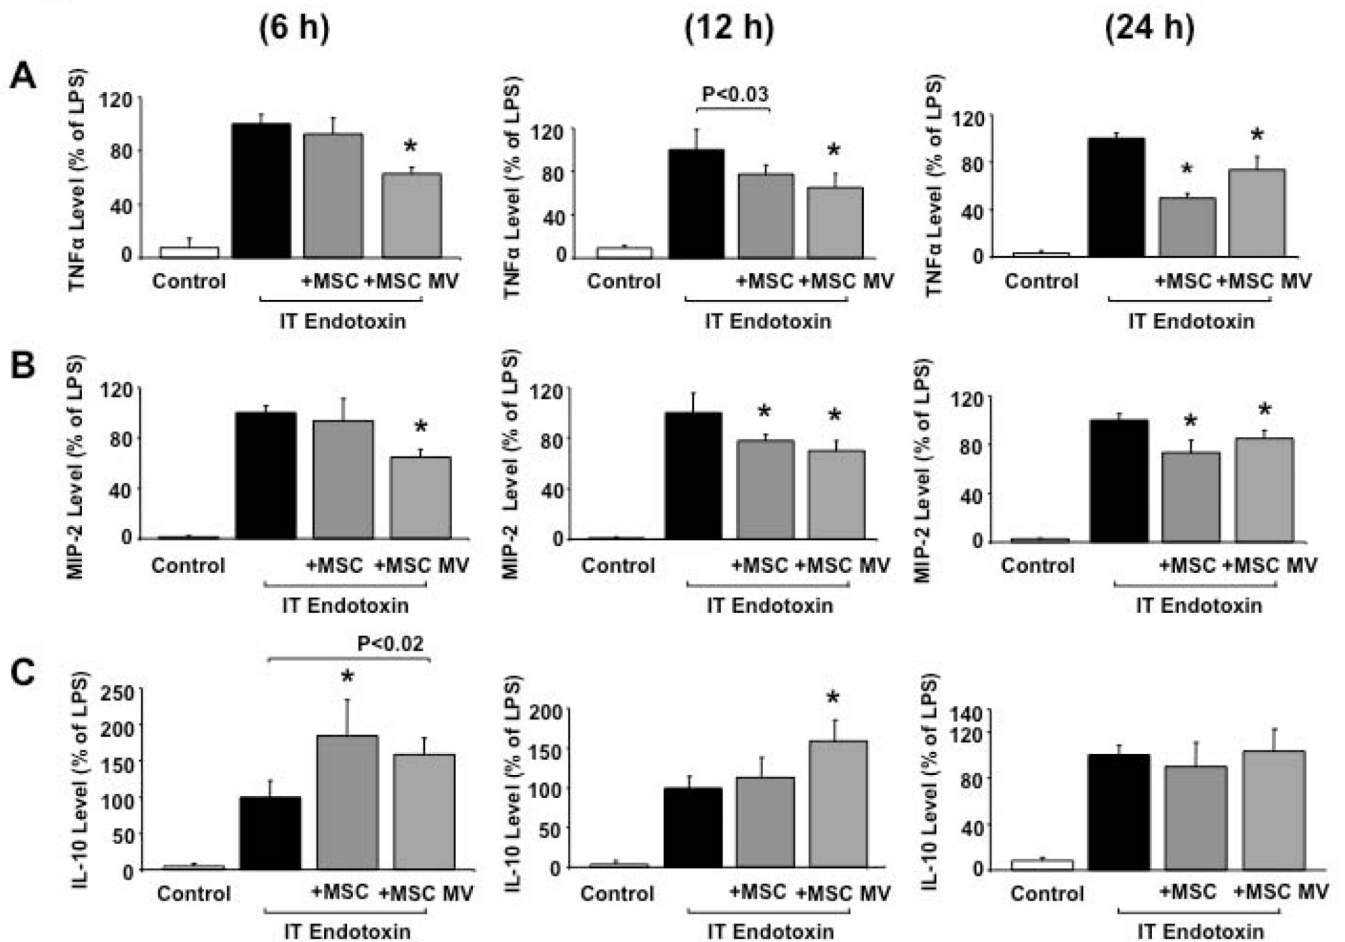 (6 h) (12 h) (24 h)
A
TNFα Level (% of LPS)
120
80
40
0
*
Control +MSC +MSC MV
IT Endotoxin
TNFα Level (% of LPS)
P<0.03
120
80
40
0
*
Control +MSC +MSC MV
IT Endotoxin
TNFα Level (% of LPS)
120
80
40
0
* *
Control +MSC +MSC MV
IT Endotoxin
B
MIP-2 Level (% of LPS)
120
80
40
0
*
Control +MSC +MSC MV
IT Endotoxin
MIP-2 Level (% of LPS)
120
80
40
0
* *
Control +MSC +MSC MV
IT Endotoxin
MIP-2 Level (% of LPS)
120
80
40
0
* *
Control +MSC +MSC MV
IT Endotoxin
C
IL-10 Level (% of LPS)
P<0.02
250
200
150
100
50
0
*
Control +MSC +MSC MV
IT Endotoxin
IL-10 Level (% of LPS)
200
150
100
50
0
*
Control +MSC +MSC MV
IT Endotoxin
IL-10 Level (% of LPS)
140
120
80
40
0
Control +MSC +MSC MV
IT Endotoxin